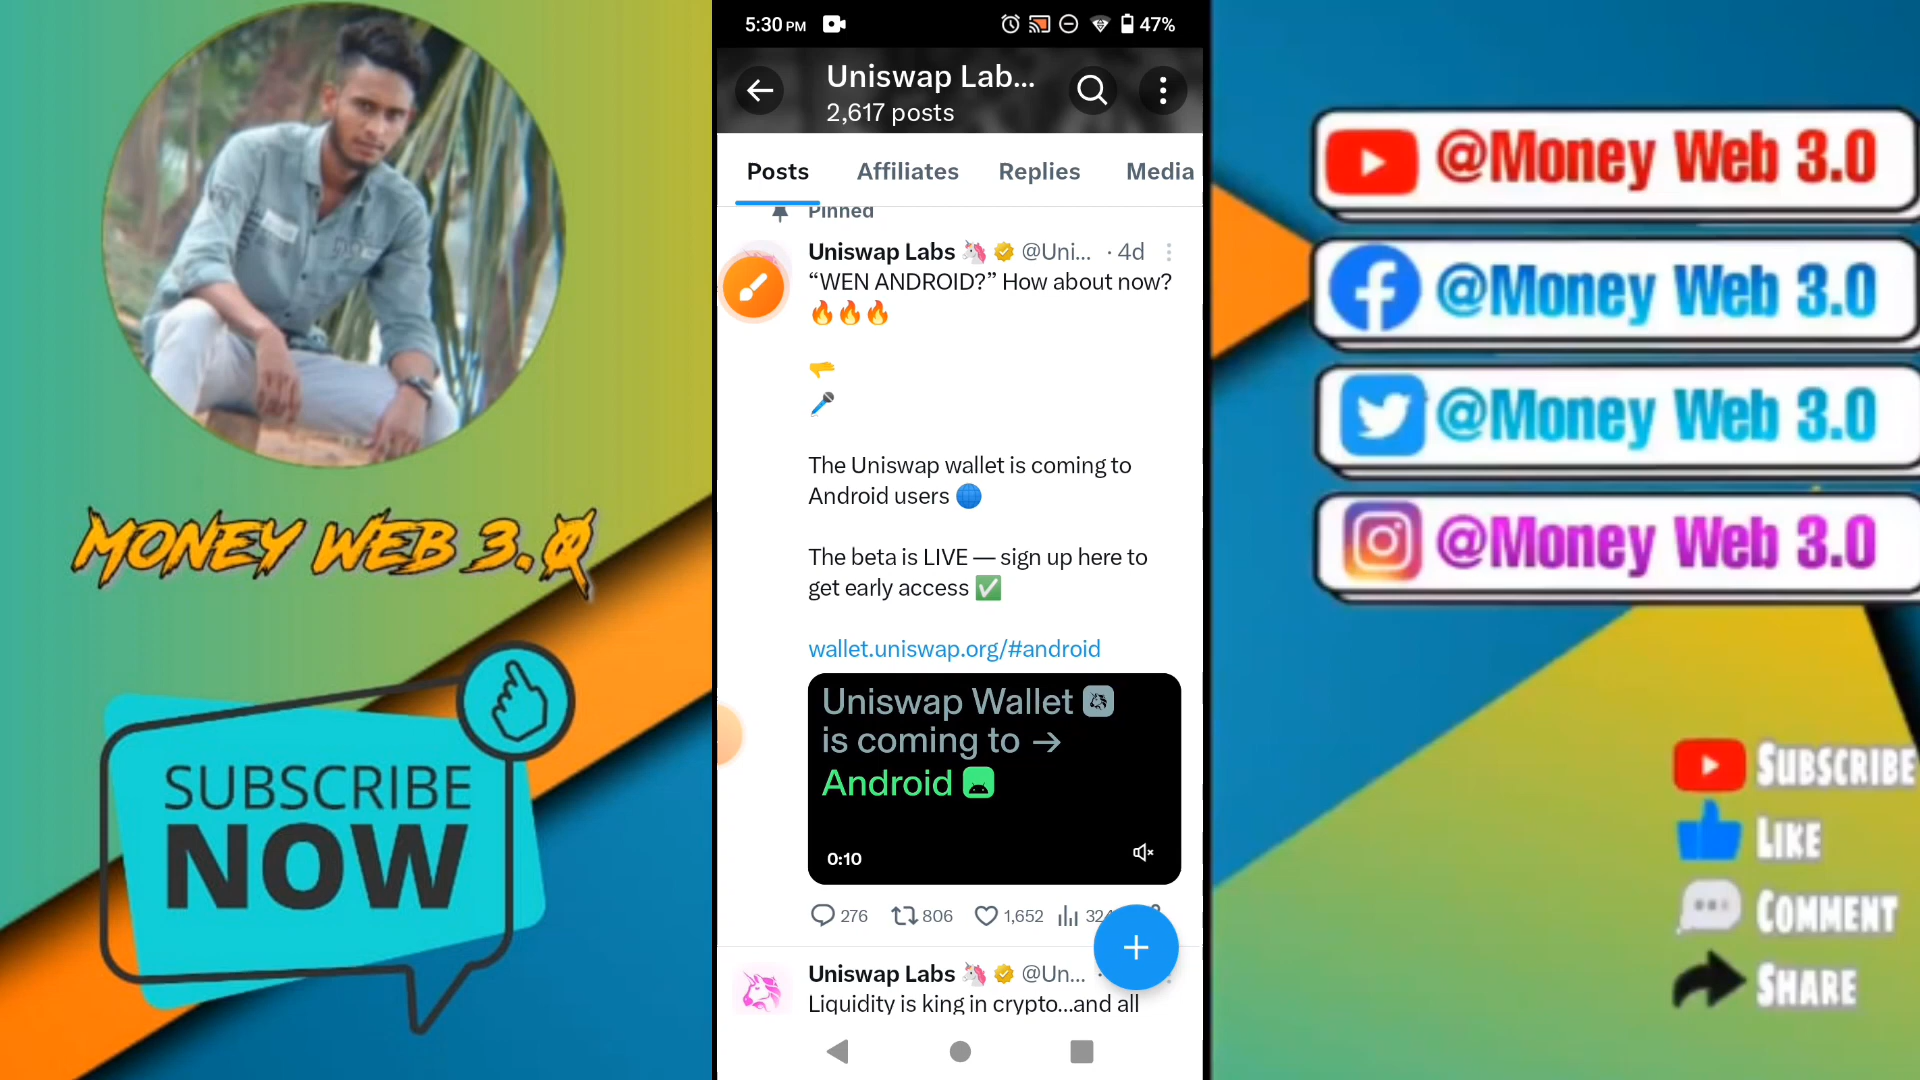 MONEY WEB 3.0
SUBSCRIBE
NOW
5:30 PM
47%
Uniswap Lab...
2,617 posts
Posts
Affiliates
Replies
Media
Pinned
Uniswap Labs 🦄 @Uni... · 4d
“WEN ANDROID?” How about now?
🔥🔥🔥
🫳
🎤
The Uniswap wallet is coming to
Android users 🌐
The beta is LIVE — sign up here to
get early access ✅
wallet.uniswap.org/#android
Uniswap Wallet
is coming to →
Android
0:10
276
806
1,652
Uniswap Labs 🦄 @Un... ·
Liquidity is king in crypto...and all
@Money Web 3.0
@Money Web 3.0
@Money Web 3.0
@Money Web 3.0
SUBSCRIBE
LIKE
COMMENT
SHARE